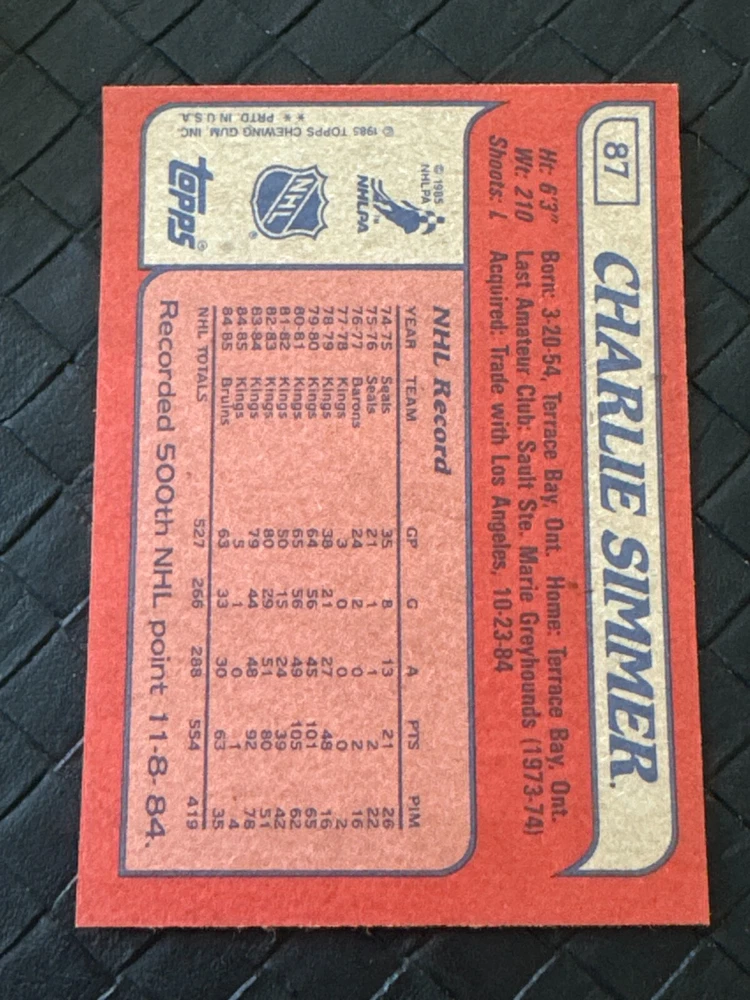 87
CHARLIE SIMMER
Ht: 6'3" Born: 3-20-54, Terrace Bay, Ont. Home: Terrace Bay, Ont.
Wt: 210 Last Amateur Club: Sault Ste. Marie Greyhounds (1973-74)
Shoots: L Acquired: Trade with Los Angeles, 10-23-84
© 1985 NHLPA
NHLPA
TM
NHL
®
TOPPS ®
© 1985 TOPPS CHEWING GUM, INC.
* * PRTD. IN U.S.A.
NHL Record
YEAR TEAM GP G A PTS PIM
74-75 Seals 35 8 13 21 26
75-76 Seals 21 1 1 2 22
76-77 Barons 24 2 0 2 16
77-78 Kings 3 0 0 0 2
78-79 Kings 38 21 27 48 16
79-80 Kings 64 56 45 101 65
80-81 Kings 65 56 49 105 62
81-82 Kings 50 15 24 39 42
82-83 Kings 80 29 51 80 51
83-84 Kings 79 44 48 92 78
84-85 Kings 5 1 0 1 4
84-85 Bruins 63 33 30 63 35
NHL TOTALS 527 266 288 554 419
Recorded 500th NHL point 11-8-84.